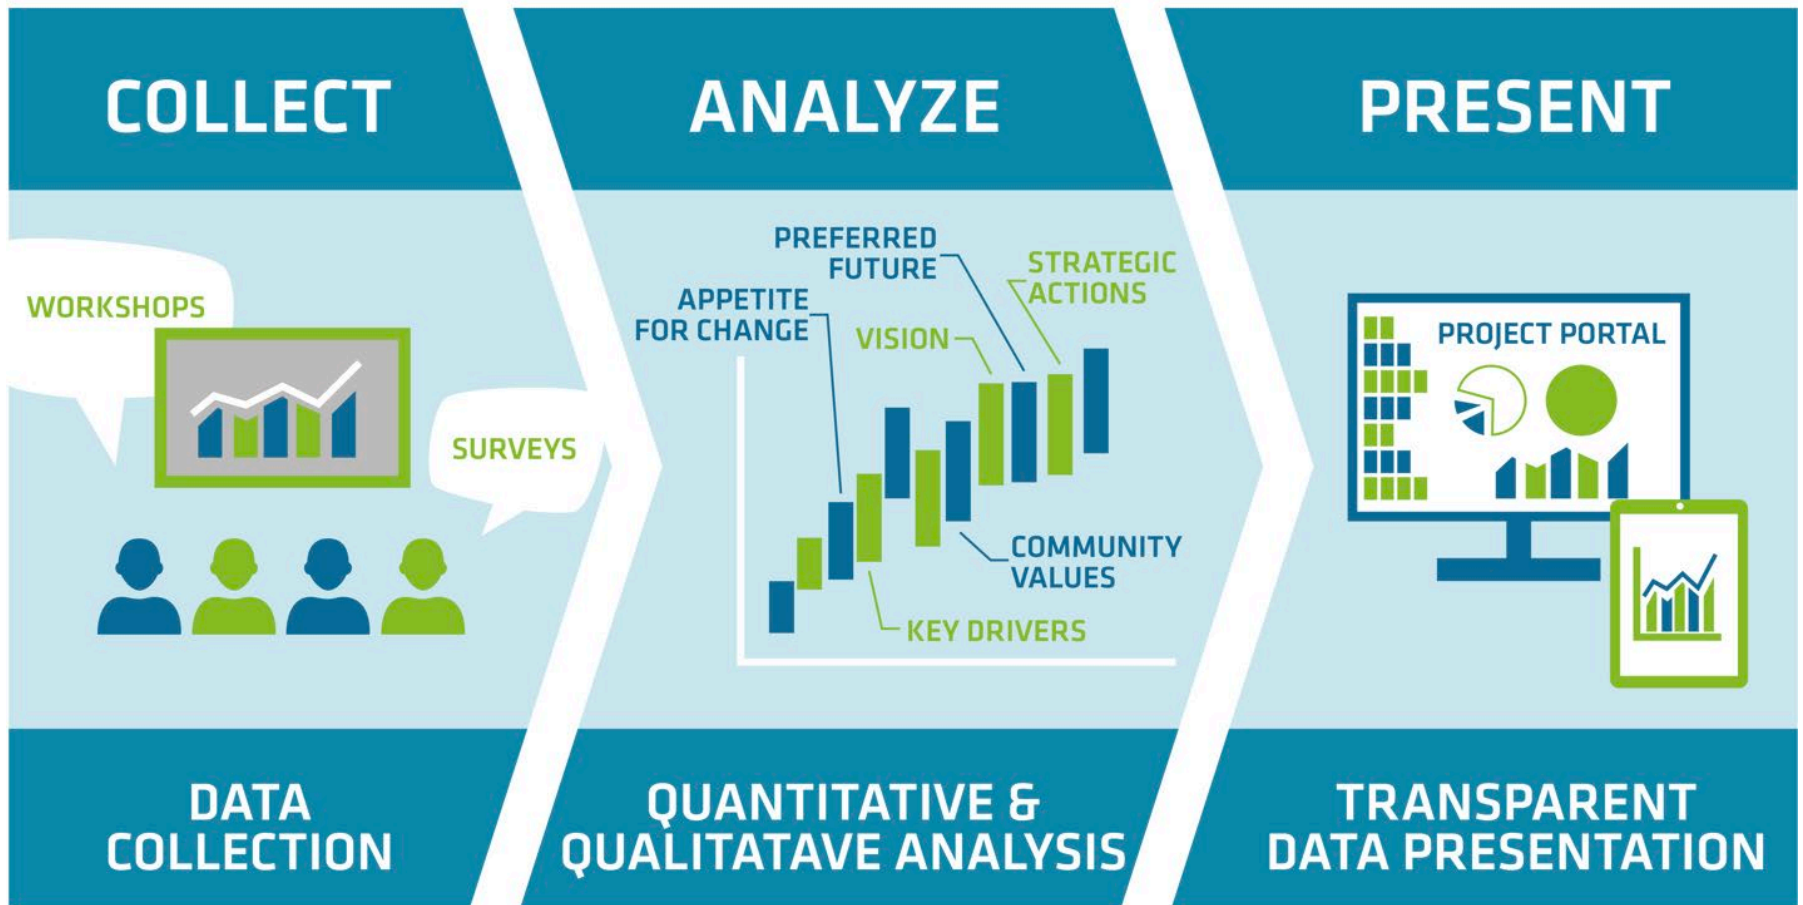 COLLECT
WORKSHOPS
SURVEYS
DATA
COLLECTION
ANALYZE
PREFERRED
FUTURE
STRATEGIC
ACTIONS
APPETITE
FOR CHANGE
VISION
COMMUNITY
VALUES
KEY DRIVERS
QUANTITATIVE &
QUALITATAVE ANALYSIS
PRESENT
PROJECT PORTAL
TRANSPARENT
DATA PRESENTATION